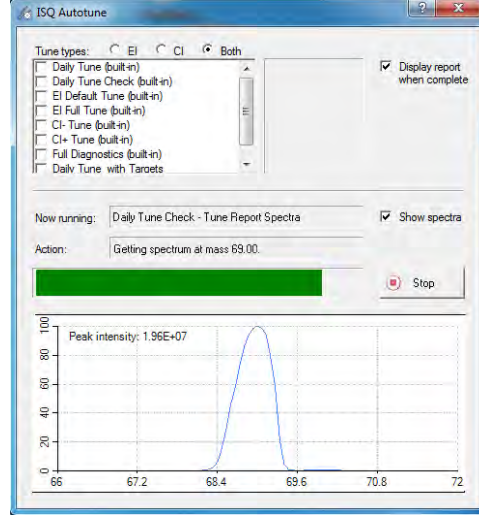 ISQ Autotune
Tune types: EI CI Both
Daily Tune (built-in)
Daily Tune Check (built-in)
EI Default Tune (built-in)
EI Full Tune (built-in)
CI- Tune (built-in)
CI+ Tune (built-in)
Full Diagnostics (built-in)
Daily Tune with Targets
Display report
when complete
Now running: Daily Tune Check - Tune Report Spectra
Show spectra
Action: Getting spectrum at mass 69.00.
Stop
Peak intensity: 1.96E+07
100
80
60
40
20
0
66 67.2 68.4 69.6 70.8 72